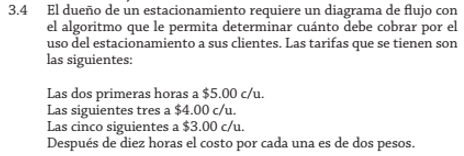 3.4 El dueño de un estacionamiento requiere un diagrama de flujo con
el algoritmo que le permita determinar cuánto debe cobrar por el
uso del estacionamiento a sus clientes. Las tarifas que se tienen son
las siguientes:
Las dos primeras horas a $5.00 c/u.
Las siguientes tres a $4.00 c/u.
Las cinco siguientes a $3.00 c/u.
Después de diez horas el costo por cada una es de dos pesos.